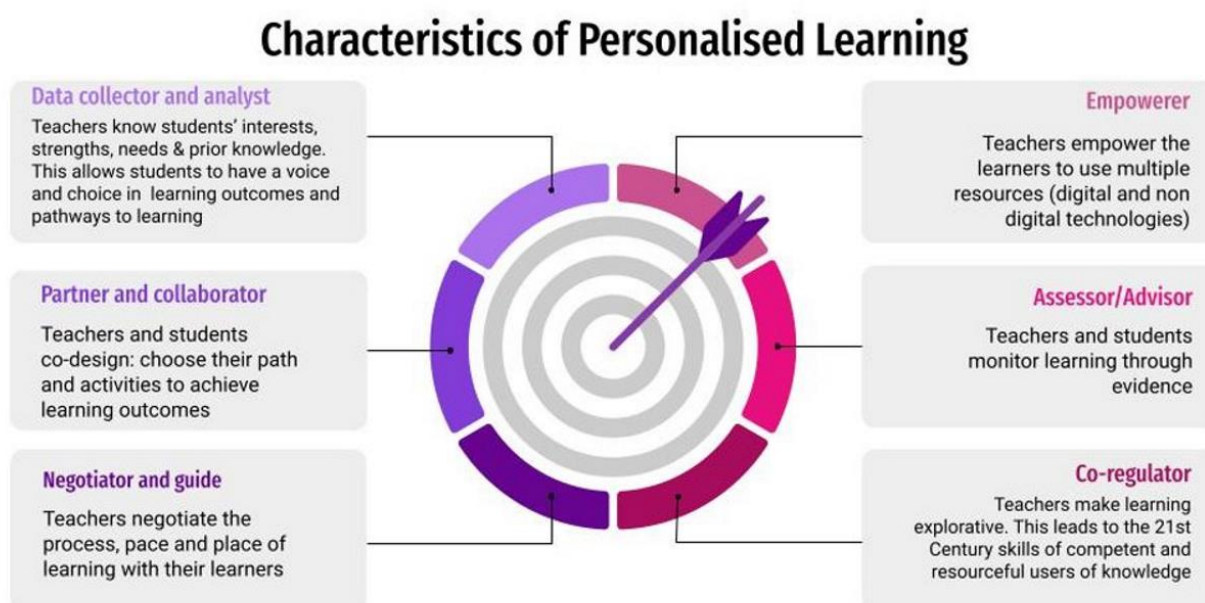 Characteristics of Personalised Learning
Data collector and analyst
Teachers know students’ interests,
strengths, needs & prior knowledge.
This allows students to have a voice
and choice in learning outcomes and
pathways to learning
Partner and collaborator
Teachers and students
co-design: choose their path
and activities to achieve
learning outcomes
Negotiator and guide
Teachers negotiate the
process, pace and place of
learning with their learners
Empowerer
Teachers empower the
learners to use multiple
resources (digital and non
digital technologies)
Assessor/Advisor
Teachers and students
monitor learning through
evidence
Co-regulator
Teachers make learning
explorative. This leads to the 21st
Century skills of competent and
resourceful users of knowledge